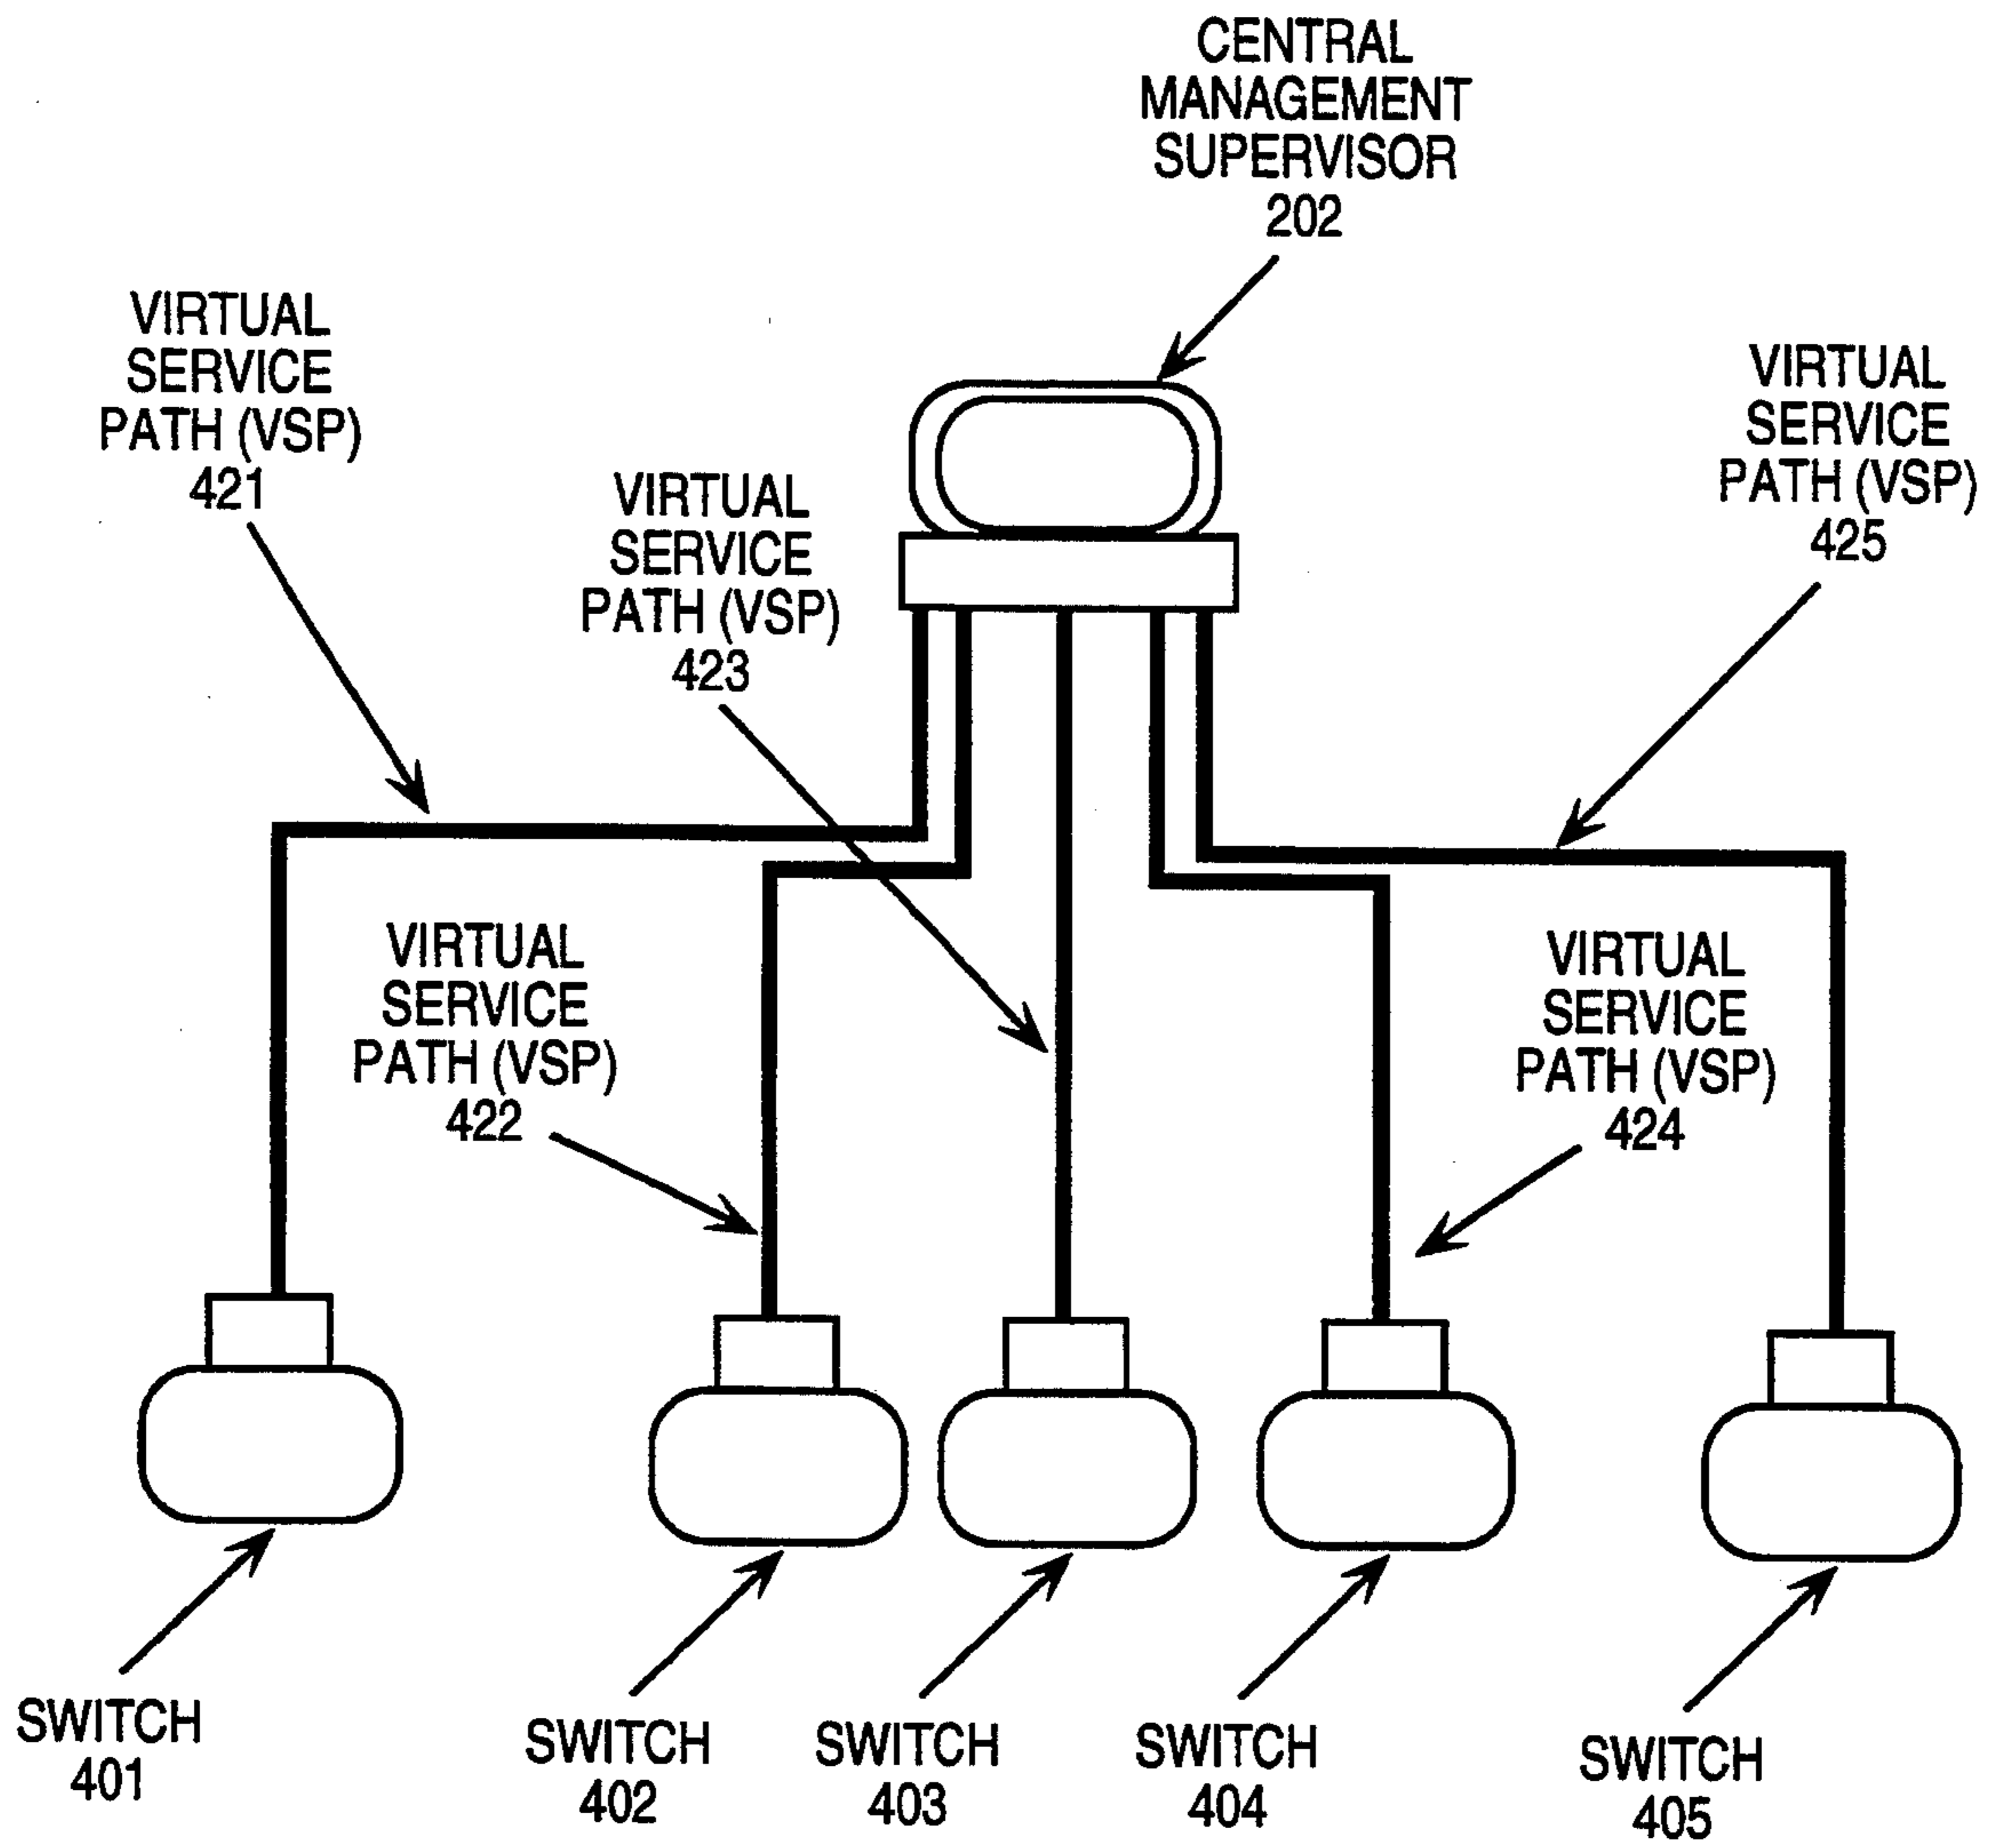 CENTRAL
MANAGEMENT
SUPERVISOR
202
VIRTUAL
SERVICE
PATH (VSP)
421
VIRTUAL
SERVICE
PATH (VSP)
423
VIRTUAL
SERVICE
PATH (VSP)
425
VIRTUAL
SERVICE
PATH (VSP)
422
VIRTUAL
SERVICE
PATH (VSP)
424
SWITCH
401
SWITCH
402
SWITCH
403
SWITCH
404
SWITCH
405